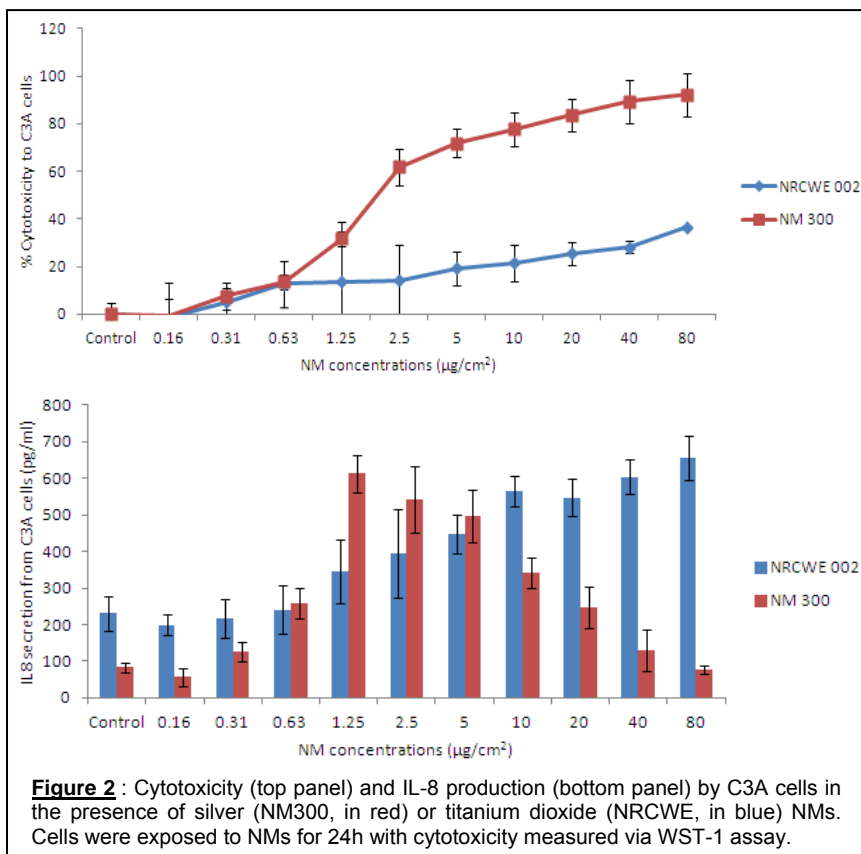 120
100
80
60
40
20
0
% Cytotoxicity to C3A cells
Control 0.16 0.31 0.63 1.25 2.5 5 10 20 40 80
NM concentrations (µg/cm²)
NRCWE 002
NM 300
800
700
600
500
400
300
200
100
0
IL8 secretion from C3A cells (pg/ml)
Control 0.16 0.31 0.63 1.25 2.5 5 10 20 40 80
NM concentrations (µg/cm²)
NRCWE 002
NM 300
Figure 2 : Cytotoxicity (top panel) and IL-8 production (bottom panel) by C3A cells in
the presence of silver (NM300, in red) or titanium dioxide (NRCWE, in blue) NMs.
Cells were exposed to NMs for 24h with cytotoxicity measured via WST-1 assay.